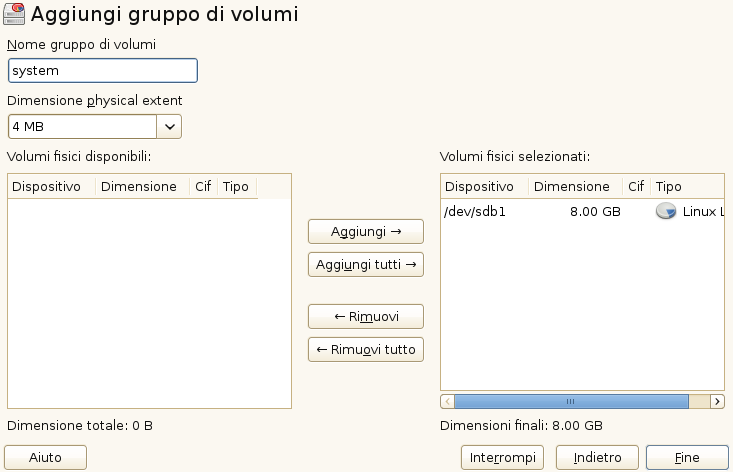 Aggiungi gruppo di volumi
Nome gruppo di volumi
system
Dimensione physical extent
4 MB
Volumi fisici disponibili:
Dispositivo Dimensione Cif Tipo
Aggiungi →
Aggiungi tutti →
← Rimuovi
← Rimuovi tutto
Volumi fisici selezionati:
Dispositivo Dimensione Cif Tipo
/dev/sdb1 8.00 GB Linux L
Dimensione totale: 0 B
Dimensioni finali: 8.00 GB
Aiuto Interrompi Indietro Fine